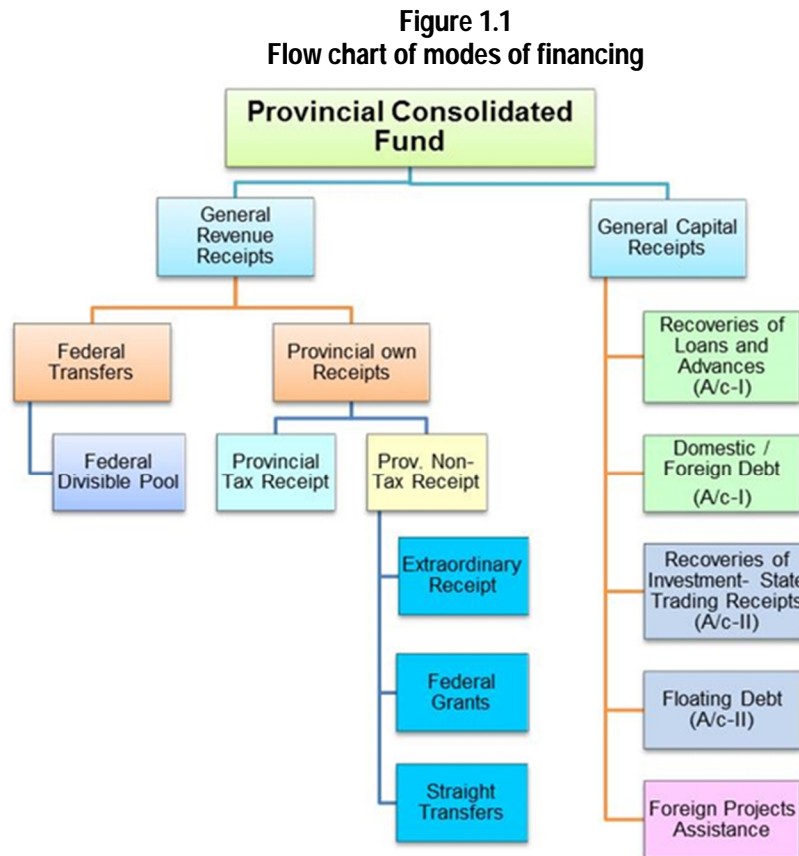 Figure 1.1
Flow chart of modes of financing
Provincial Consolidated
Fund
General
Revenue
Receipts
General Capital
Receipts
Federal
Transfers
Provincial own
Receipts
Federal
Divisible Pool
Provincial
Tax Receipt
Prov. Non-
Tax Receipt
Extraordinary
Receipt
Federal
Grants
Straight
Transfers
Recoveries of
Loans and
Advances
(A/c-I)
Domestic /
Foreign Debt
(A/c-I)
Recoveries of
Investment- State
Trading Receipts
(A/c-II)
Floating Debt
(A/c-II)
Foreign Projects
Assistance